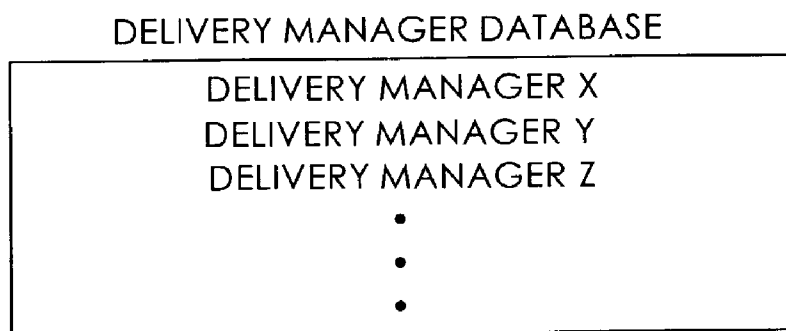 DELIVERY MANAGER DATABASE
DELIVERY MANAGER X
DELIVERY MANAGER Y
DELIVERY MANAGER Z
•
•
•